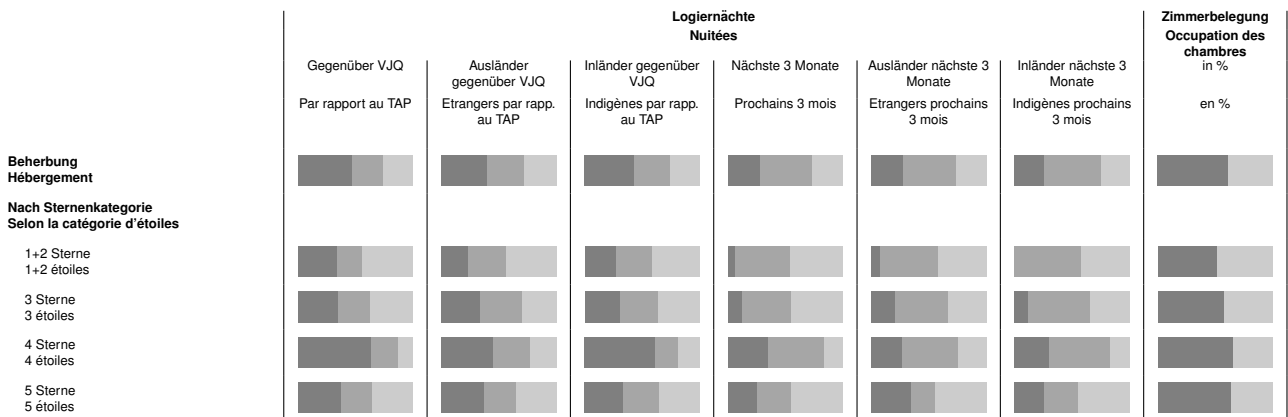 Logiernächte
Nuitées
Zimmerbelegung
Occupation des
chambres
Gegenüber VJQ
Ausländer
gegenüber VJQ
Inländer gegenüber
VJQ
Nächste 3 Monate
Ausländer nächste 3
Monate
Inländer nächste 3
Monate
in %
Par rapport au TAP
Etrangers par rapp.
au TAP
Indigènes par rapp.
au TAP
Prochains 3 mois
Etrangers prochains
3 mois
Indigènes prochains
3 mois
en %
Beherbung
Hébergement
Nach Sternenkategorie
Selon la catégorie d'étoiles
1+2 Sterne
1+2 étoiles
3 Sterne
3 étoiles
4 Sterne
4 étoiles
5 Sterne
5 étoiles